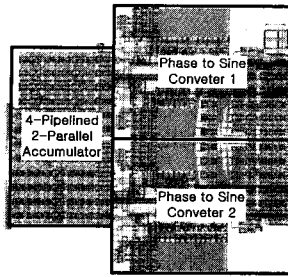 Phase to Sine
Conveter 1
4-Pipelined
2-Parallel
Accumulator
Phase to Sine
Conveter 2